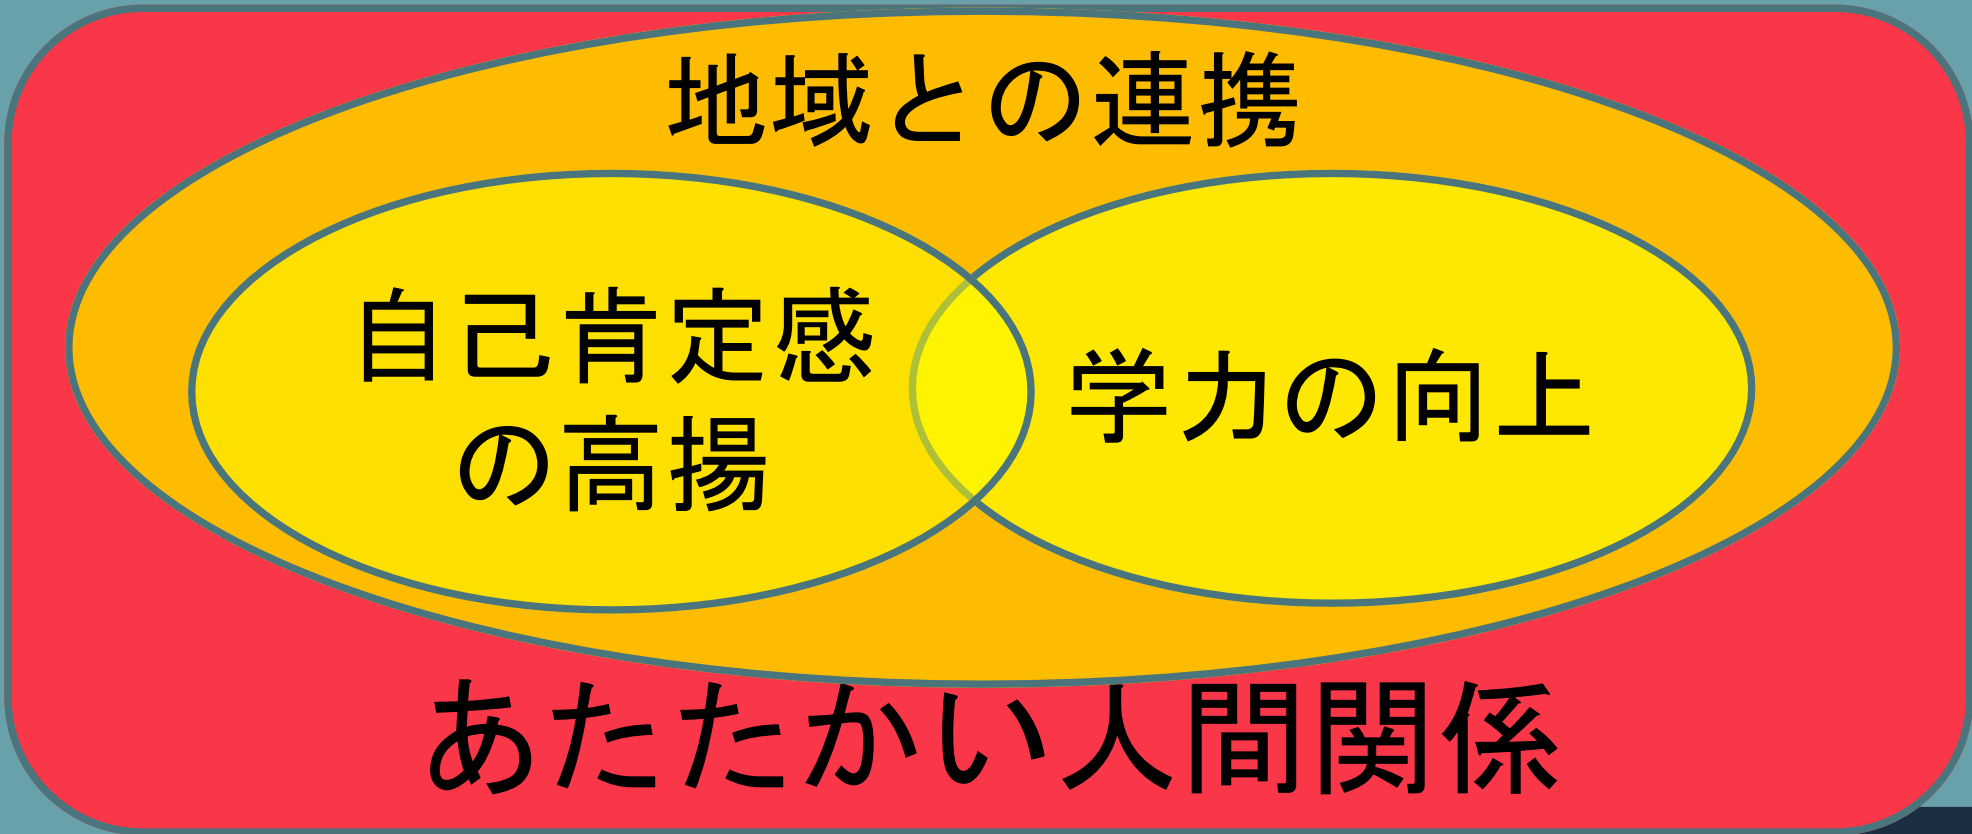 地域との連携
自己肯定感
の高揚
学力の向上
あたたかい人間関係